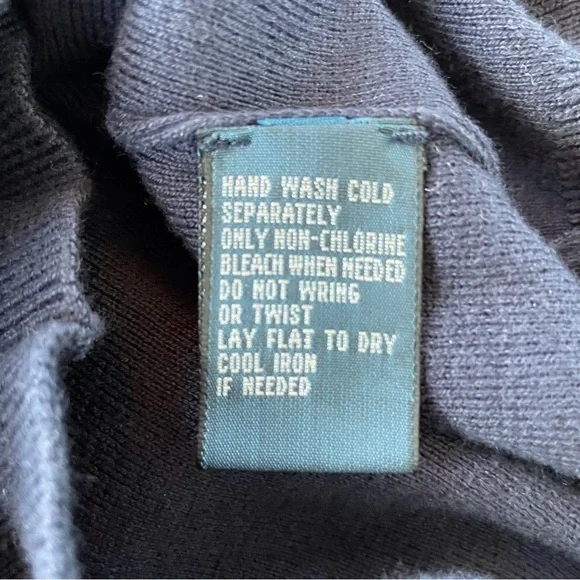 HAND WASH COLD
SEPARATELY
ONLY NON-CHLORINE
BLEACH WHEN NEEDED
DO NOT WRING
OR TWIST
LAY FLAT TO DRY
COOL IRON
IF NEEDED